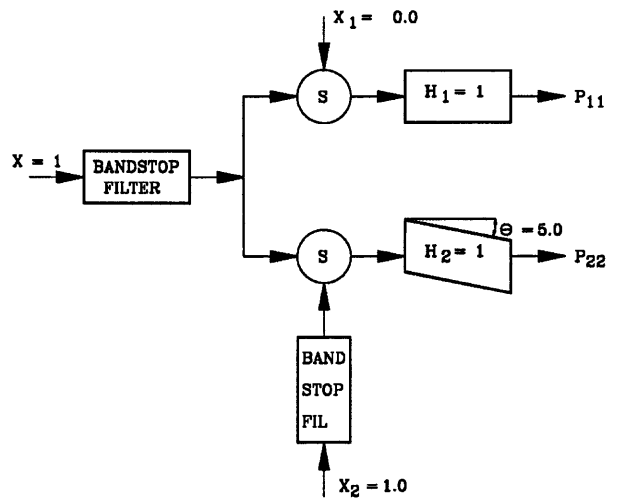 X₁ = 0.0
S
H₁ = 1
P₁₁
X = 1
BANDSTOP
FILTER
S
H₂ = 1
Θ = 5.0
P₂₂
BAND
STOP
FIL
X₂ = 1.0